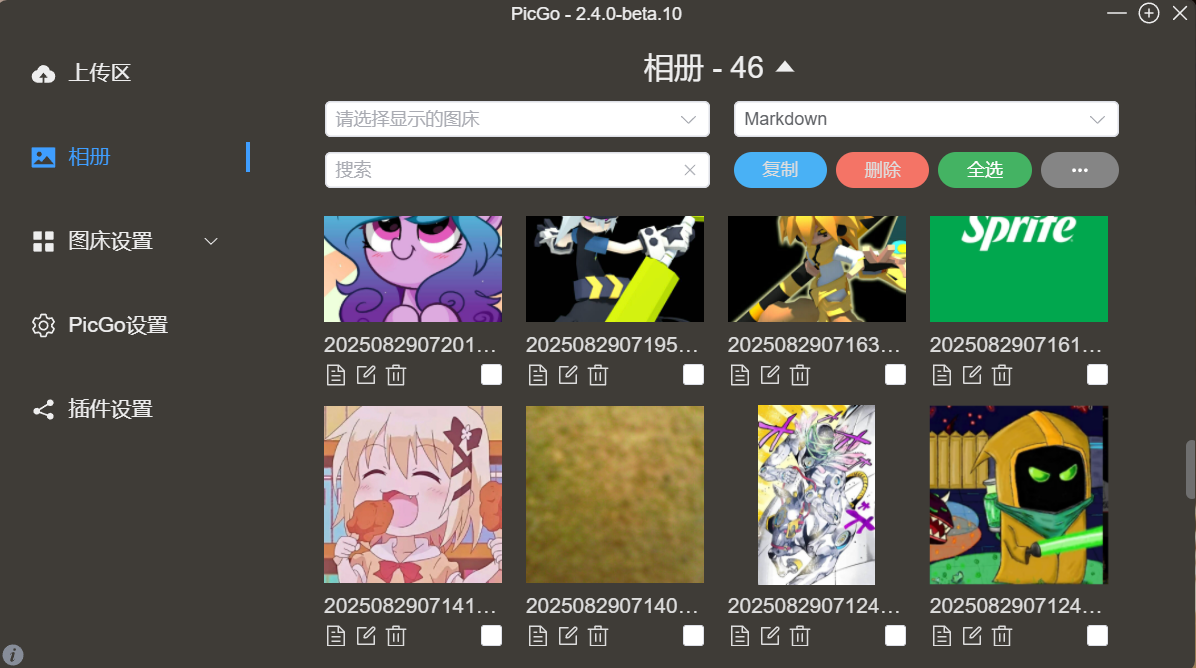 PicGo - 2.4.0-beta.10
上传区
相册
图床设置
PicGo设置
插件设置
相册 - 46
请选择显示的图床
Markdown
搜索
复制
删除
全选
Sprite
2025082907201...
2025082907195...
2025082907163...
2025082907161...
2025082907141...
2025082907140...
2025082907124...
2025082907124...